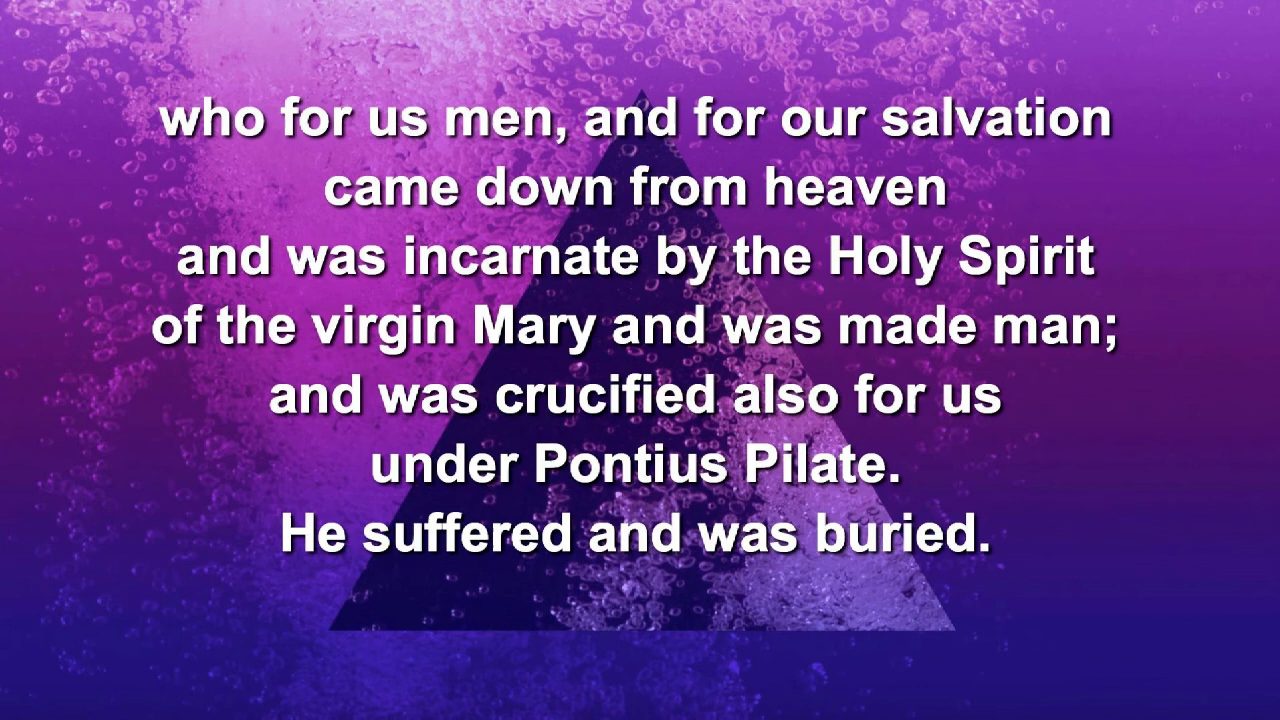 who for us men, and for our salvation
came down from heaven
and was incarnate by the Holy Spirit
of the virgin Mary and was made man;
and was crucified also for us
under Pontius Pilate.
He suffered and was buried.